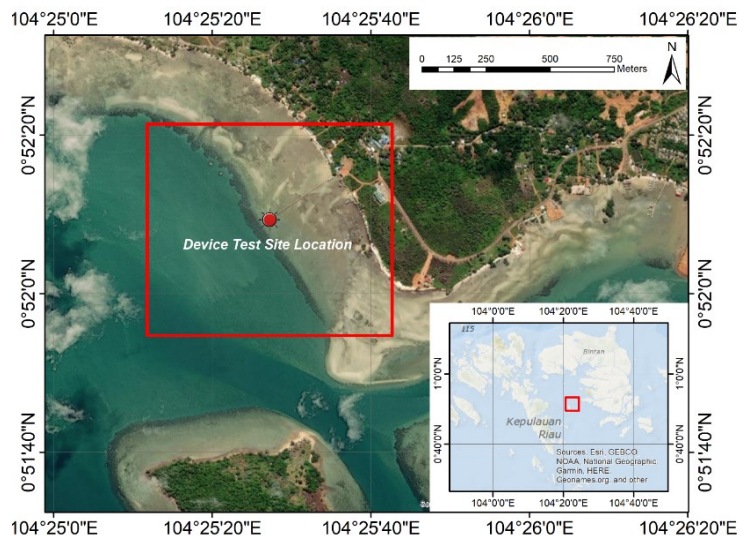 104°25'0"E 104°25'20"E 104°25'40"E 104°26'0"E 104°26'20"E
0 125 250 500 750
Meters
N
0°52'20"N 0°52'20"N
Device Test Site Location
0°52'0"N 0°52'0"N
104°0'0"E 104°20'0"E 104°40'0"E
115
Bintan
1°0'0"N 1°0'0"N
Kepulauan
Riau
0°40'0"N 0°40'0"N
Sources: Esri, GEBCO,
NOAA, National Geographic,
Garmin, HERE,
Geonames.org, and other
104°0'0"E 104°20'0"E 104°40'0"E
0°51'40"N 0°51'40"N
104°25'0"E 104°25'20"E 104°25'40"E 104°26'0"E 104°26'20"E